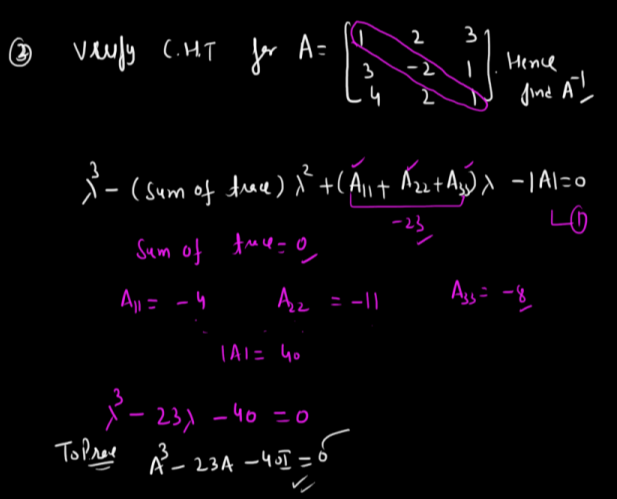 ② Verify C.H.T for A = [1 2 3
3 -2 1
4 2 1]. Hence find A⁻¹
λ³ - (Sum of trace) λ² + (A₁₁ + A₂₂ + A₃₃) λ - |A| = 0
-23 ①
Sum of trace = 0
A₁₁ = -4 A₂₂ = -11 A₃₃ = -8
|A| = 40
λ³ - 23λ - 40 = 0
To Prove A³ - 23A - 40I = 0